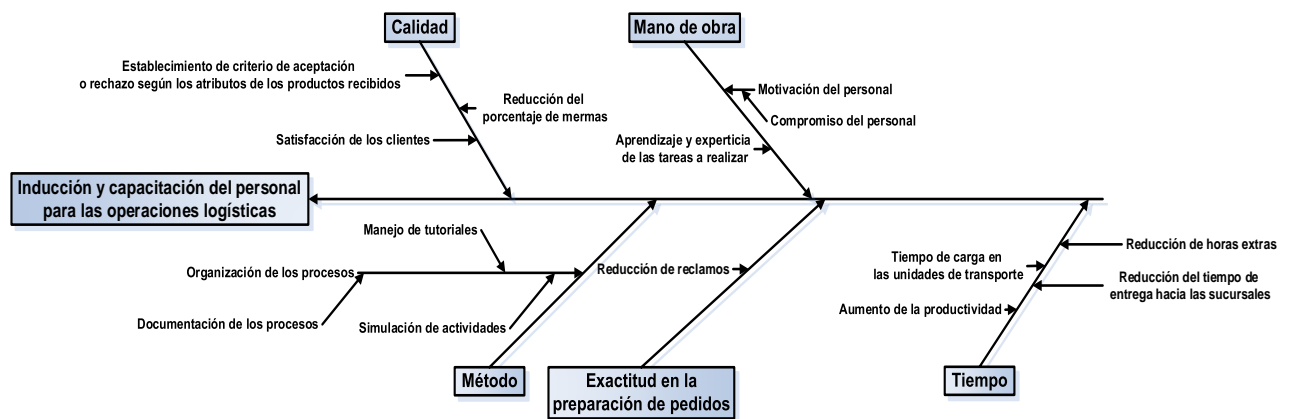 Calidad
Mano de obra
Establecimiento de criterio de aceptación
o rechazo según los atributos de los productos recibidos
Reducción del
porcentaje de mermas
Satisfacción de los clientes
Motivación del personal
Compromiso del personal
Aprendizaje y experticia
de las tareas a realizar
Inducción y capacitación del personal
para las operaciones logísticas
Manejo de tutoriales
Organización de los procesos
Documentación de los procesos
Simulación de actividades
Reducción de reclamos
Tiempo de carga en
las unidades de transporte
Aumento de la productividad
Reducción de horas extras
Reducción del tiempo de
entrega hacia las sucursales
Método
Exactitud en la
preparación de pedidos
Tiempo